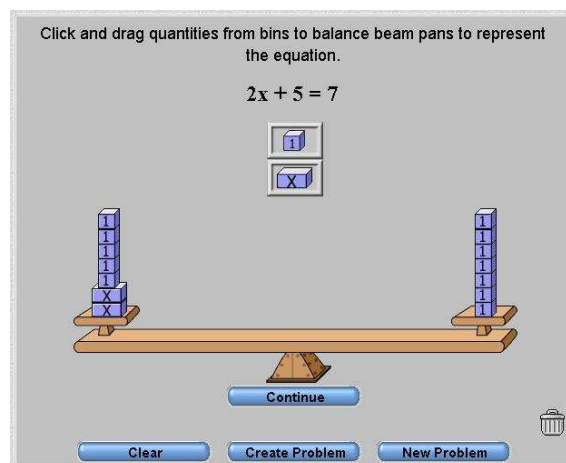 Click and drag quantities from bins to balance beam pans to represent
the equation.
2x + 5 = 7
1
X
1
1
1
1
1
X
X
1
1
1
1
1
1
1
Continue
Clear
Create Problem
New Problem